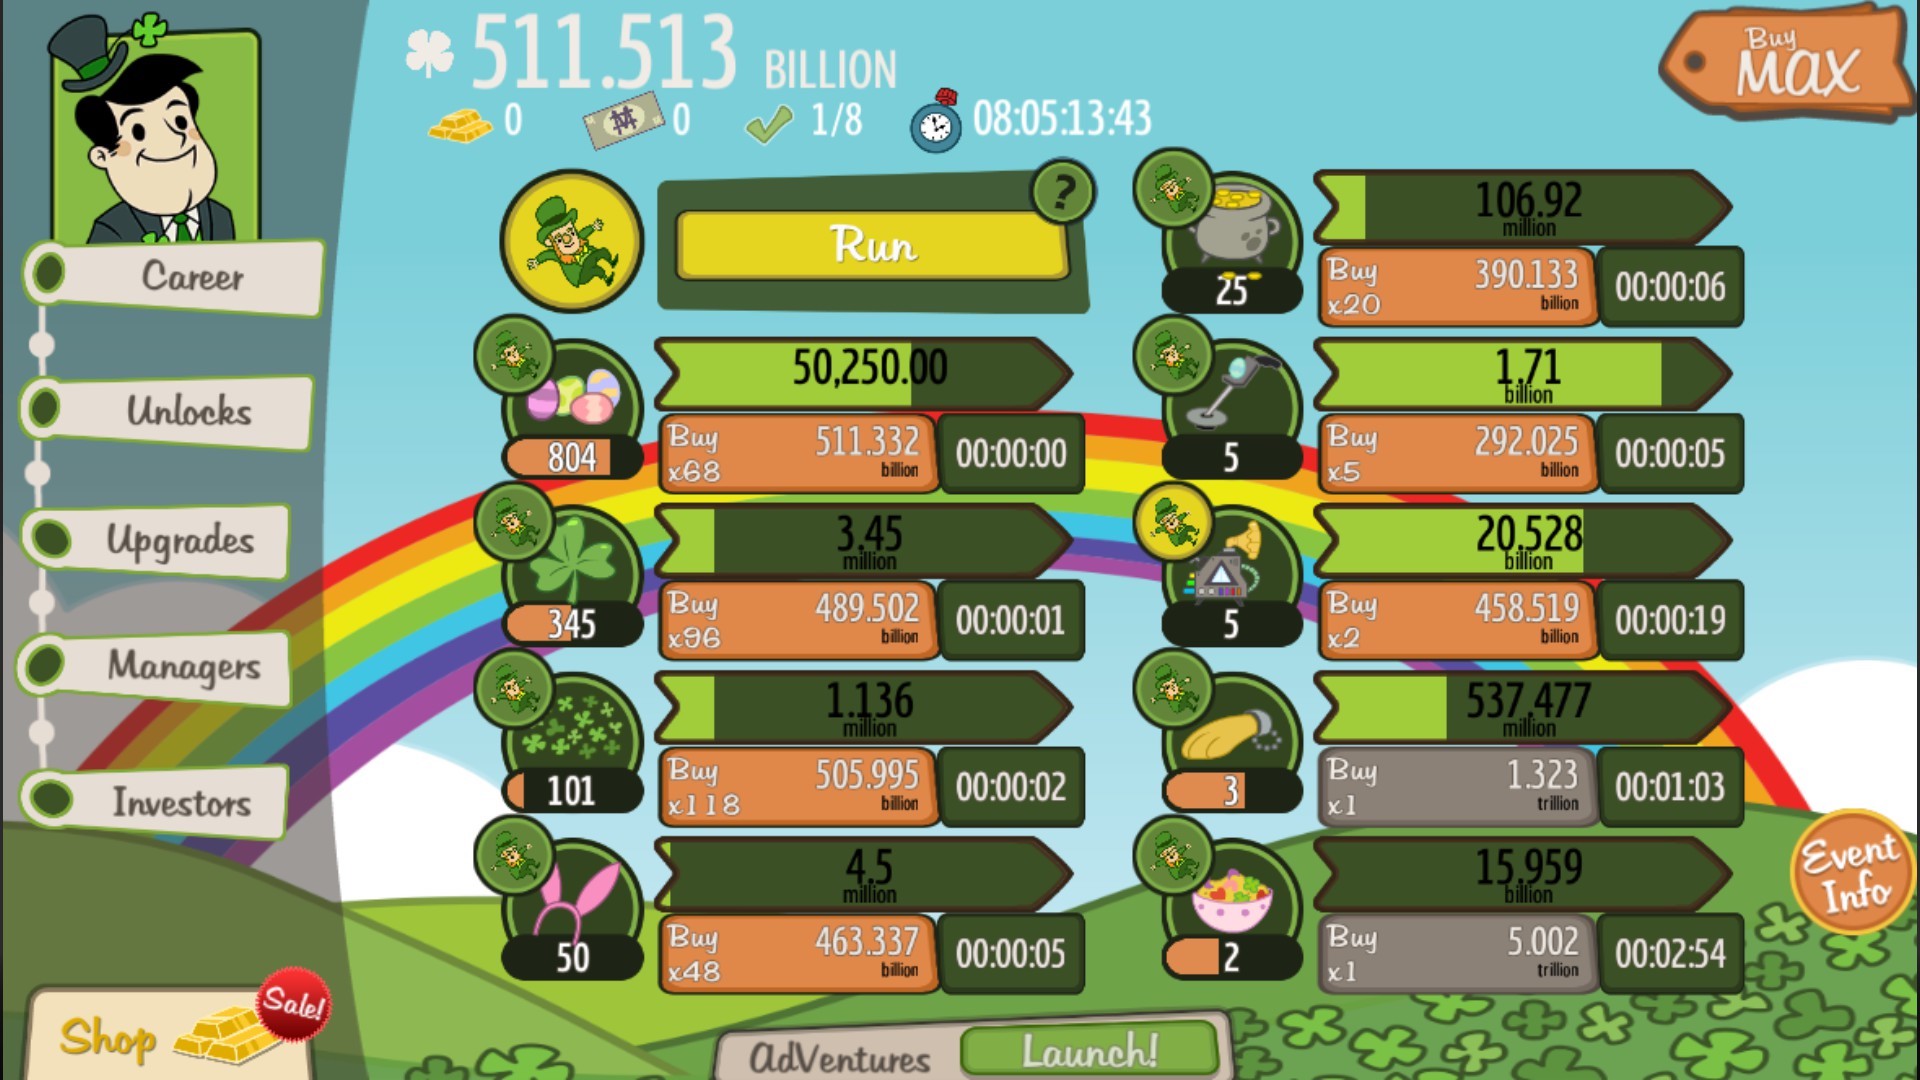 511.513 BILLION
0 0 1/8 08:05:13:43
Buy
MAX
Career
Unlocks
Upgrades
Managers
Investors
Shop
Sale!
Run
?
50,250.00
804
Buy
x68
511.332
billion
00:00:00
3.45
million
345
Buy
x96
489.502
billion
00:00:01
1.136
million
101
Buy
x118
505.995
billion
00:00:02
4.5
million
50
Buy
x48
463.337
billion
00:00:05
106.92
million
25
Buy
x20
390.133
billion
00:00:06
1.71
billion
5
Buy
x5
292.025
billion
00:00:05
20.528
billion
5
Buy
x2
458.519
billion
00:00:19
537.477
million
3
Buy
x1
1.323
trillion
00:01:03
15.959
billion
2
Buy
x1
5.002
trillion
00:02:54
Event
Info
AdVentures
Launch!